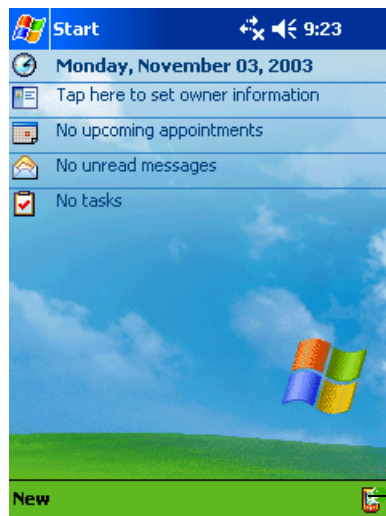 Start 9:23
Monday, November 03, 2003
Tap here to set owner information
No upcoming appointments
No unread messages
No tasks
New